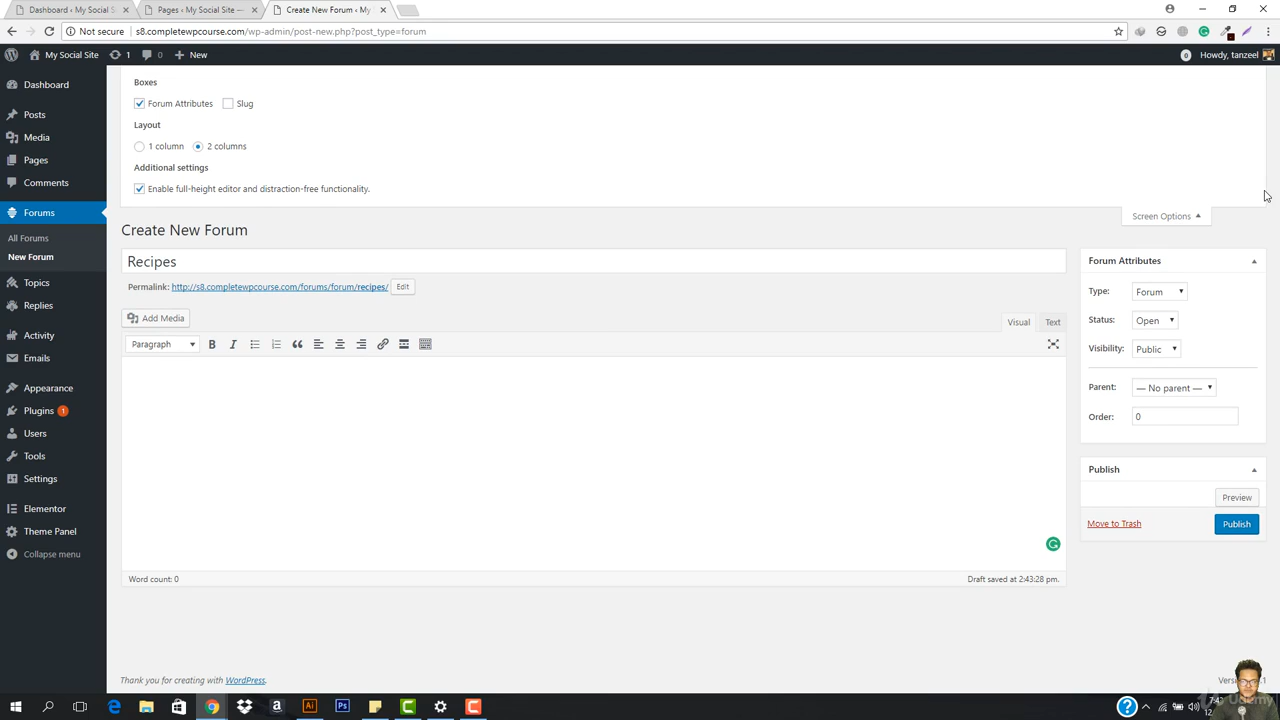 Dashboard ‹ My Social S
Pages ‹ My Social Site —
Create New Forum ‹ My
Not secure
s8.completewpcourse.com/wp-admin/post-new.php?post_type=forum
My Social Site
1
0
New
0
Howdy, tanzeel
Dashboard
Posts
Media
Pages
Comments
Forums
All Forums
New Forum
Topics
Replies
Activity
Emails
Appearance
Plugins 1
Users
Tools
Settings
Elementor
Theme Panel
Collapse menu
Boxes
Forum Attributes
Slug
Layout
1 column
2 columns
Additional settings
Enable full-height editor and distraction-free functionality.
Screen Options
Create New Forum
Recipes
Permalink: http://s8.completewpcourse.com/forums/forum/recipes/
Edit
Add Media
Visual
Text
Paragraph
Word count: 0
Draft saved at 2:43:28 pm.
Forum Attributes
Type: Forum
Status: Open
Visibility: Public
Parent: — No parent —
Order: 0
Publish
Preview
Move to Trash
Publish
Thank you for creating with WordPress.